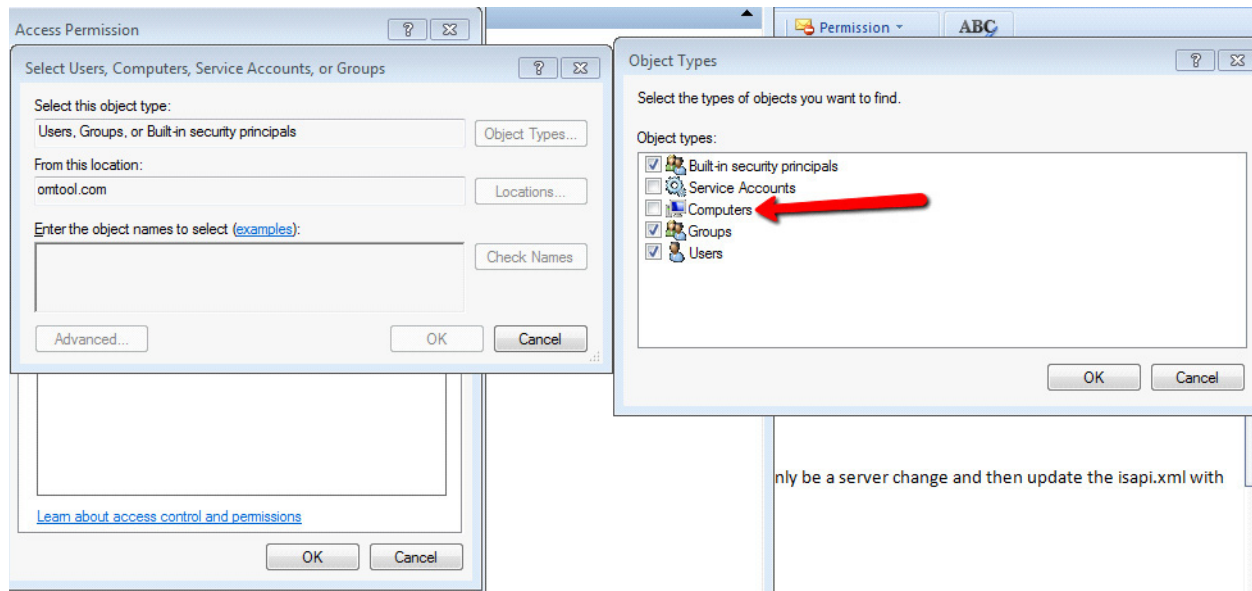 Access Permission
Select Users, Computers, Service Accounts, or Groups
Select this object type:
Users, Groups, or Built-in security principals
Object Types...
From this location:
omtool.com
Locations...
Enter the object names to select (examples):
Check Names
Advanced...
OK
Cancel
Learn about access control and permissions
OK
Cancel
Permission
ABC
Object Types
Select the types of objects you want to find.
Object types:
Built-in security principals
Service Accounts
Computers
Groups
Users
OK
Cancel
nly be a server change and then update the isapi.xml with